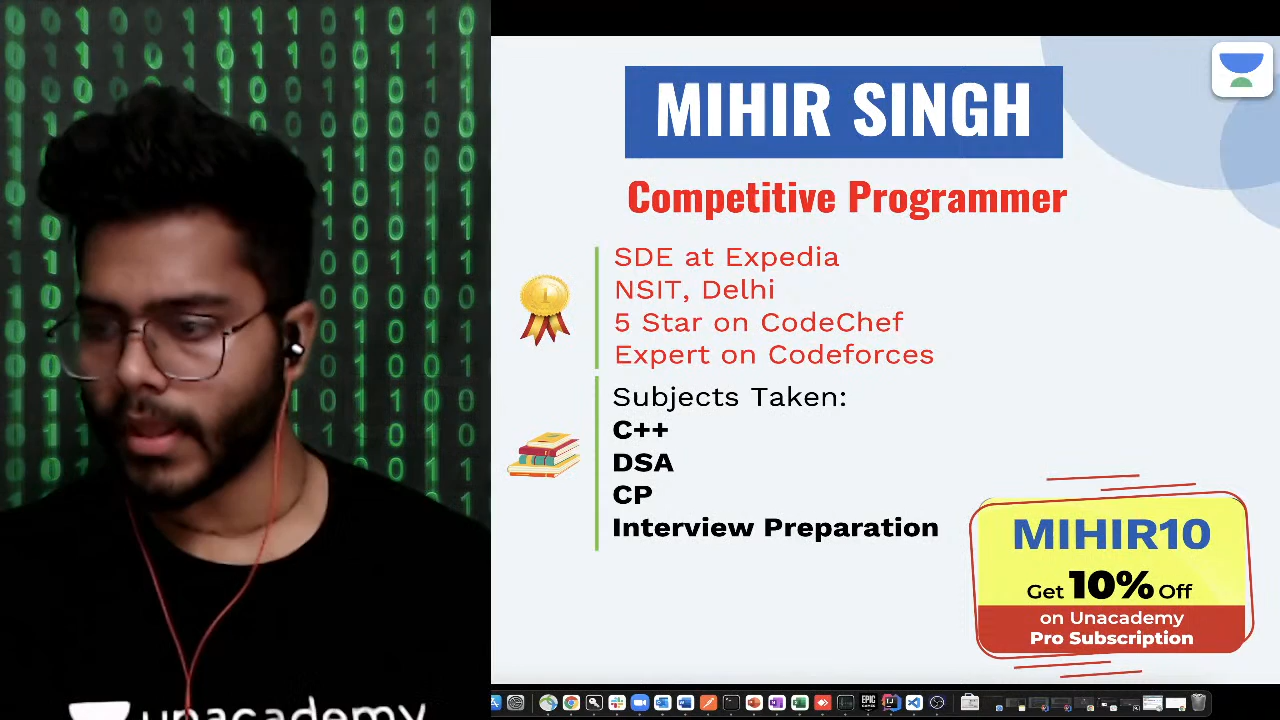 MIHIR SINGH
Competitive Programmer
SDE at Expedia
NSIT, Delhi
5 Star on CodeChef
Expert on Codeforces
Subjects Taken:
C++
DSA
CP
Interview Preparation
MIHIR10
Get 10% Off
on Unacademy
Pro Subscription
unacademy
EPIC